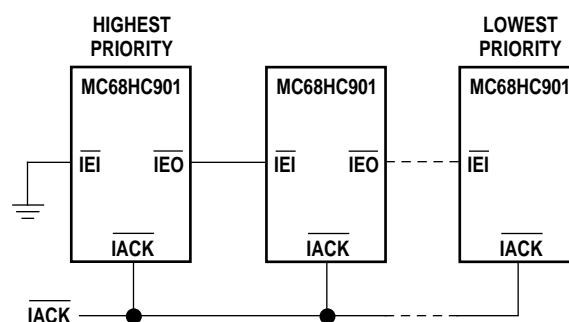 HIGHEST PRIORITY
LOWEST PRIORITY
MC68HC901 MC68HC901 MC68HC901
IEI IEO IEI IEO IEI
IACK IACK IACK
IACK